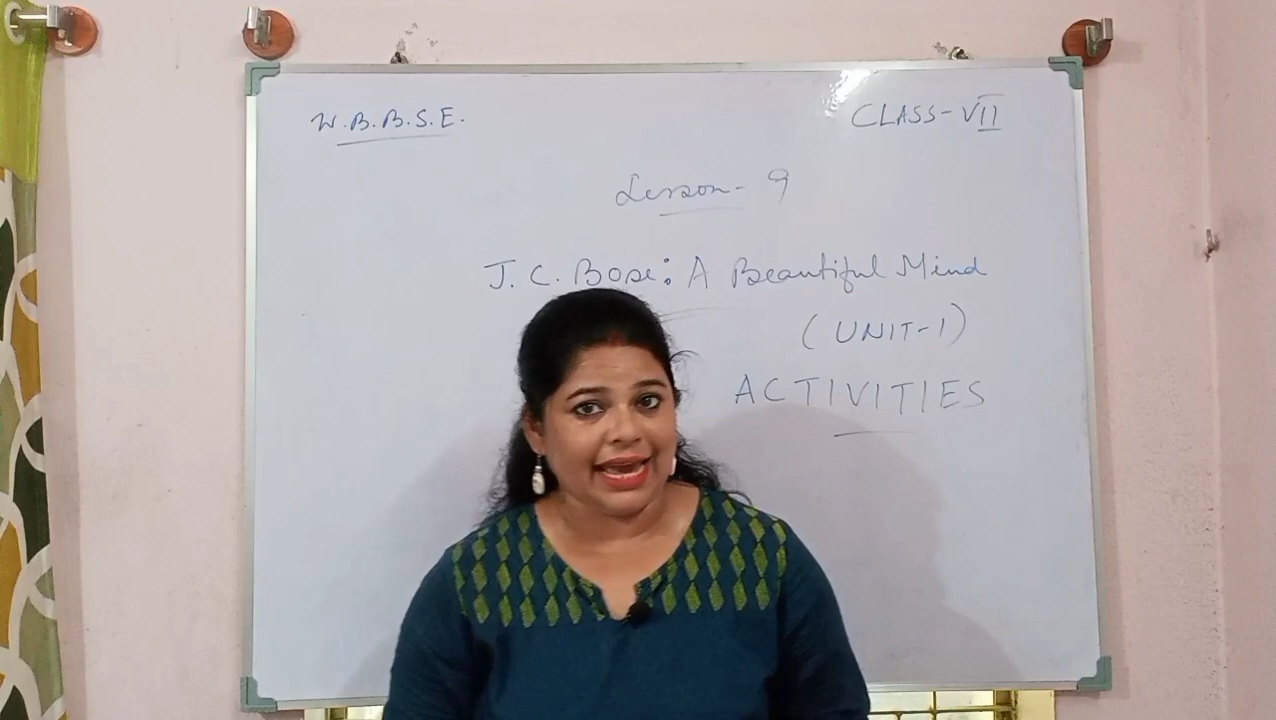 W.B.B.S.E.
CLASS-VII
Lesson-9
J. C. Bose: A Beautiful Mind
(UNIT-1)
ACTIVITIES